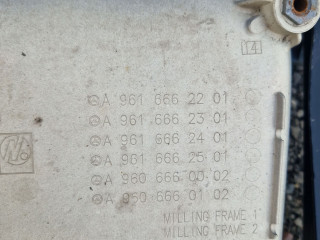 14
A 961 666 22 01
A 961 666 23 01
A 961 666 24 01
A 961 666 25 01
A 960 666 00 02
A 960 666 01 02
MILLING FRAME 1
MILLING FRAME 2